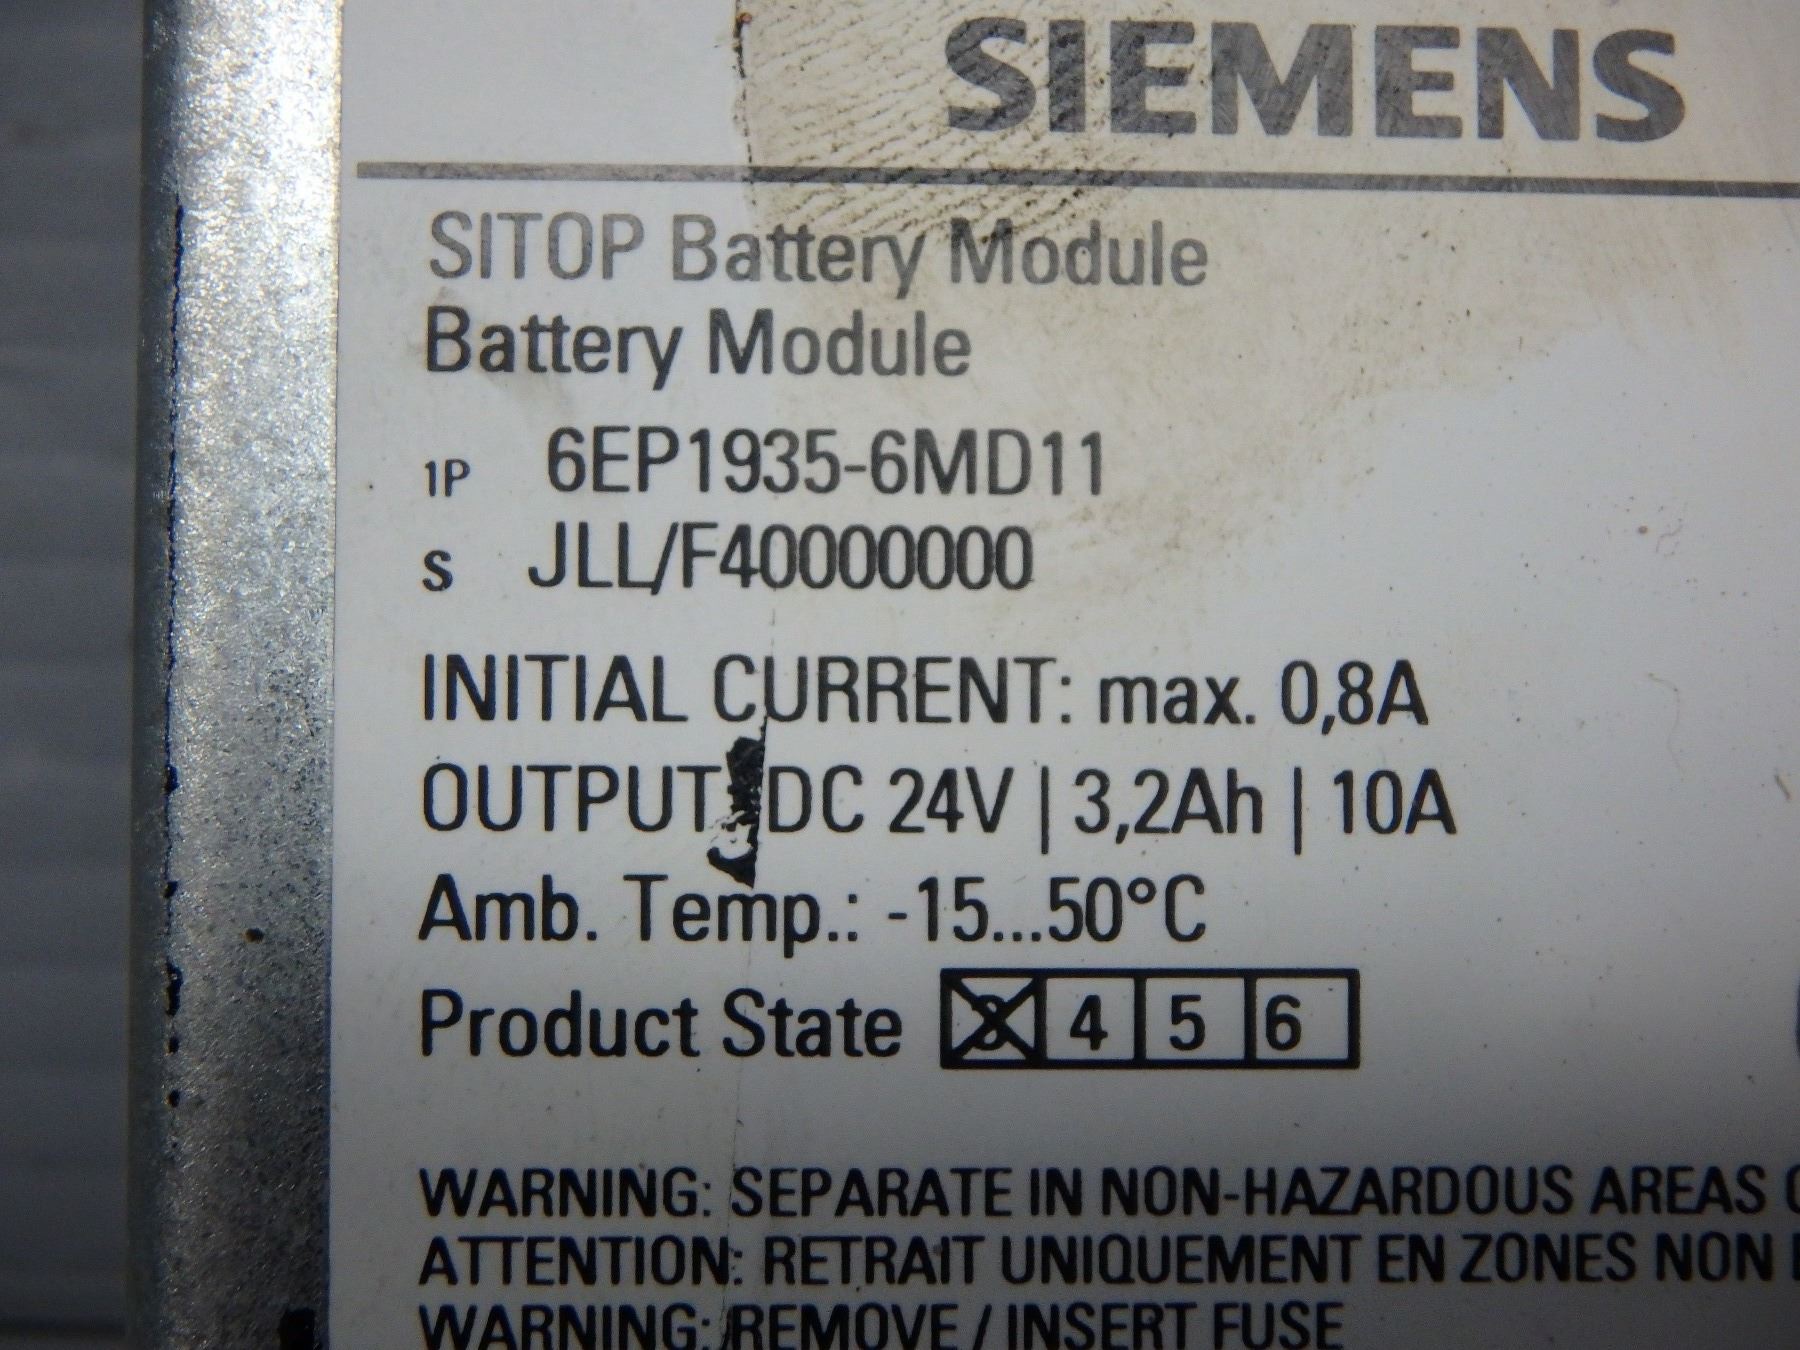 SIEMENS
SITOP Battery Module
Battery Module
1P 6EP1935-6MD11
S JLL/F40000000
INITIAL CURRENT: max. 0,8A
OUTPUT: DC 24V | 3,2Ah | 10A
Amb. Temp.: -15...50°C
Product State 3 4 5 6
WARNING: SEPARATE IN NON-HAZARDOUS AREAS
ATTENTION: RETRAIT UNIQUEMENT EN ZONES NON
WARNING: REMOVE / INSERT FUSE